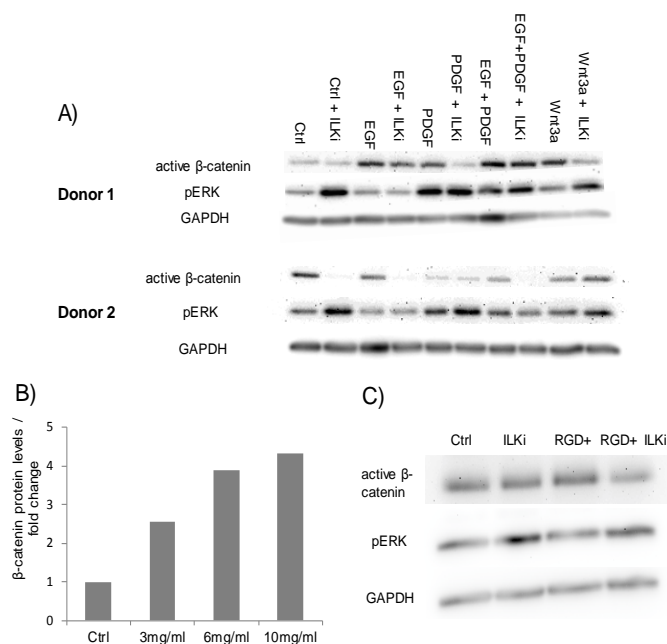 A)
Ctrl
Ctrl + ILKi
EGF
EGF + ILKi
PDGF
PDGF + ILKi
EGF + PDGF
EGF+PDGF + ILKi
Wnt3a
Wnt3a + ILKi
Donor 1
active β-catenin
pERK
GAPDH
Donor 2
active β-catenin
pERK
GAPDH
B)
β-catenin protein levels /
fold change
5
4
3
2
1
0
Ctrl 3mg/ml 6mg/ml 10mg/ml
C)
Ctrl ILKi RGD+ RGD+ ILKi
active β-
catenin
pERK
GAPDH